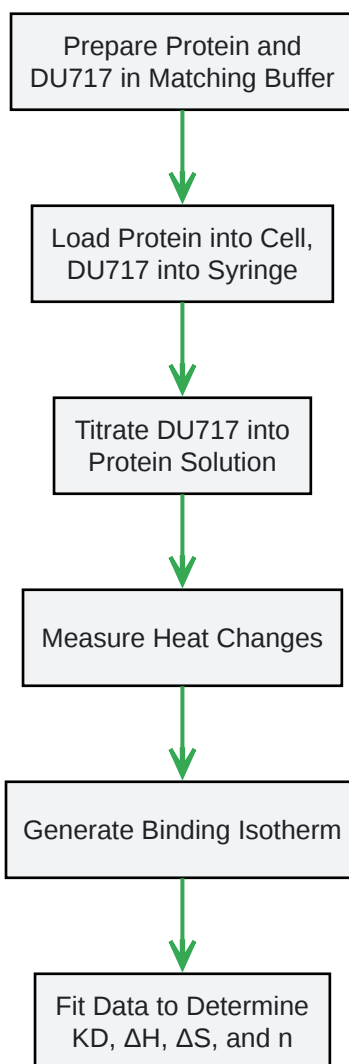 Prepare Protein and
DU717 in Matching Buffer
Load Protein into Cell,
DU717 into Syringe
Titrate DU717 into
Protein Solution
Measure Heat Changes
Generate Binding Isotherm
Fit Data to Determine
KD, ΔH, ΔS, and n